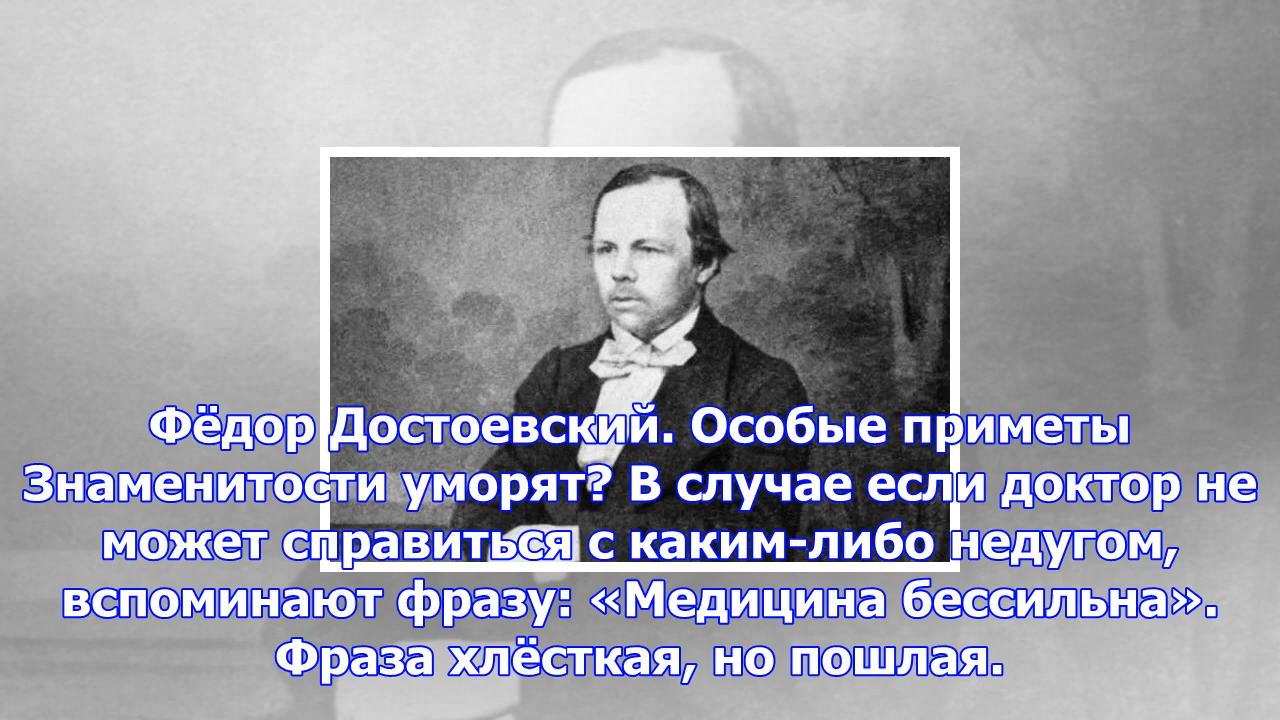 Фёдор Достоевский. Особые приметы
Знаменитости уморят? В случае если доктор не
может справиться с каким-либо недугом,
вспоминают фразу: «Медицина бессильна».
Фраза хлёсткая, но пошлая.